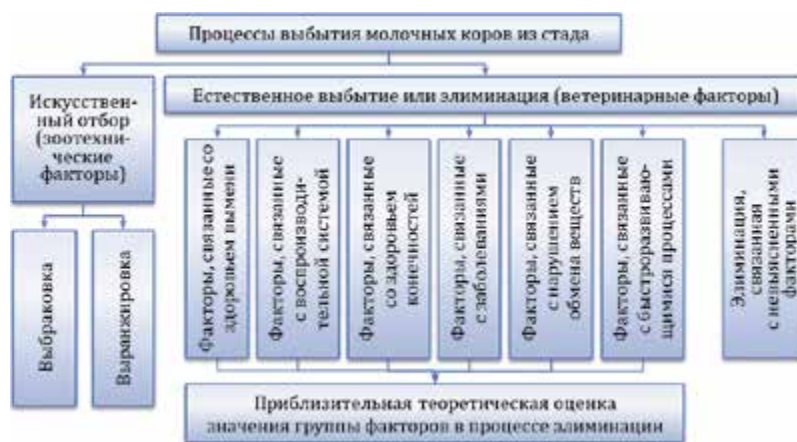 Процессы выбытия молочных коров из стада
Искусствен-
ный отбор
(зоотехни-
ческие
факторы)
Естественное выбытие или элиминация (ветеринарные факторы)
Выбраковка
Выранжировка
Факторы, связанные со
здоровьем вымени
Факторы, связанные
с воспроизводи-
тельной системой
Факторы, связанные
со здоровьем
конечностей
Факторы, связанные
с заболеваниями
Факторы, связанные
с нарушением
обмена веществ
Факторы, связанные
с быстроразвиваю-
щимися процессами
Элиминация,
связанная
с невыясненными
факторами
Приблизительная теоретическая оценка
значения группы факторов в процессе элиминации